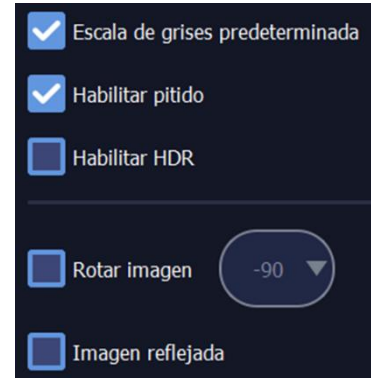 Escala de grises predeterminada
Habilitar pitido
Habilitar HDR
Rotar imagen -90
Imagen reflejada